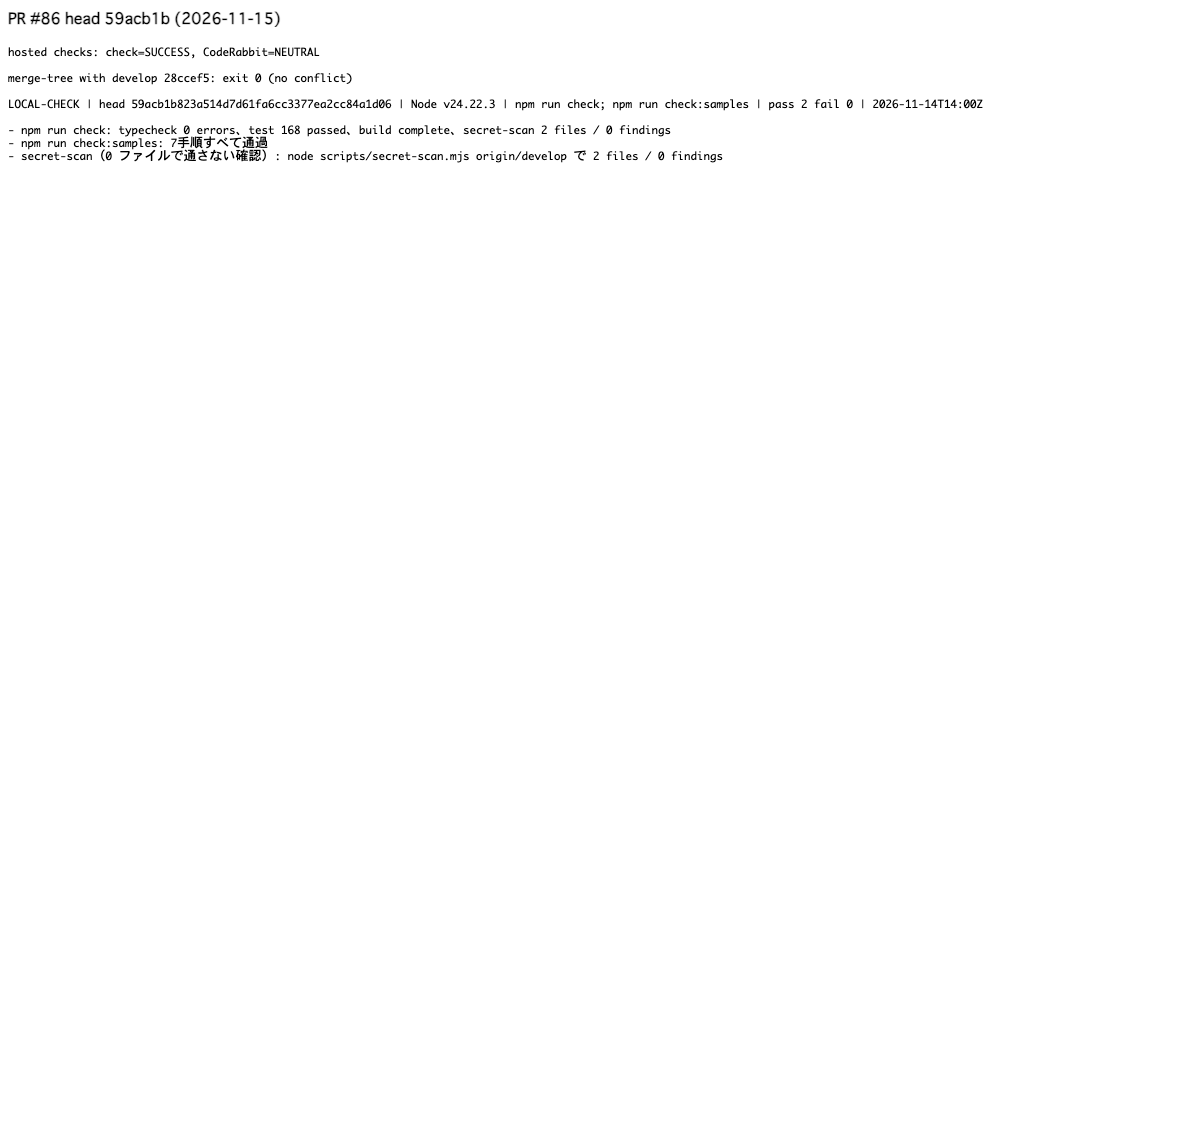 PR #86 head 59acb1b (2026-11-15)
hosted checks: check=SUCCESS, CodeRabbit=NEUTRAL
merge-tree with develop 28ccef5: exit 0 (no conflict)
LOCAL-CHECK | head 59acb1b823a514d7d61fa6cc3377ea2cc84a1d06 | Node v24.22.3 | npm run check; npm run check:samples | pass 2 fail 0 | 2026-11-14T14:00Z
- npm run check: typecheck 0 errors、test 168 passed、build complete、secret-scan 2 files / 0 findings
- npm run check:samples: 7手順すべて通過
- secret-scan（0 ファイルで通さない確認）: node scripts/secret-scan.mjs origin/develop で 2 files / 0 findings